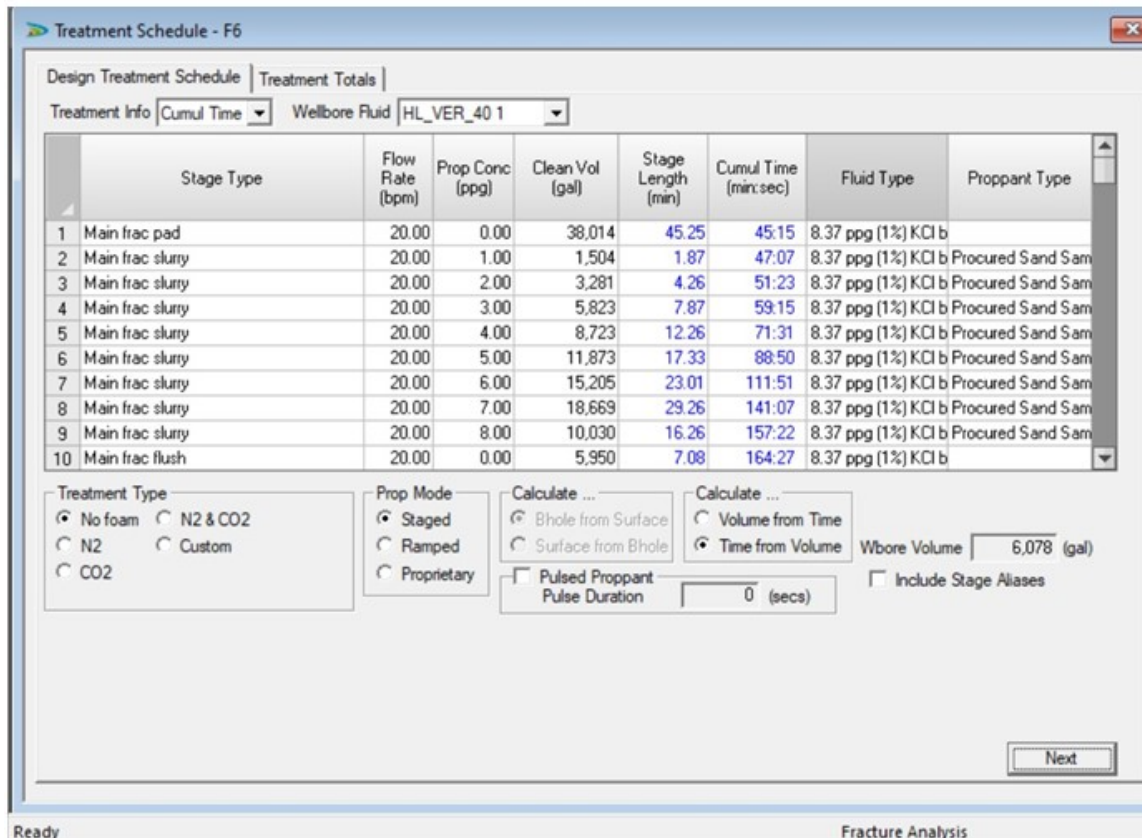 Treatment Schedule - F6
Design Treatment Schedule Treatment Totals
Treatment Info Cumul Time Wellbore Fluid HL_VER_40 1
Stage Type Flow Rate (bpm) Prop Conc (ppg) Clean Vol (gal) Stage Length (min) Cumul Time (min:sec) Fluid Type Proppant Type
1 Main frac pad 20.00 0.00 38,014 45.25 45:15 8.37 ppg (1%) KCl b
2 Main frac slurry 20.00 1.00 1,504 1.87 47:07 8.37 ppg (1%) KCl b Procured Sand Sam
3 Main frac slurry 20.00 2.00 3,281 4.26 51:23 8.37 ppg (1%) KCl b Procured Sand Sam
4 Main frac slurry 20.00 3.00 5,823 7.87 59:15 8.37 ppg (1%) KCl b Procured Sand Sam
5 Main frac slurry 20.00 4.00 8,723 12.26 71:31 8.37 ppg (1%) KCl b Procured Sand Sam
6 Main frac slurry 20.00 5.00 11,873 17.33 88:50 8.37 ppg (1%) KCl b Procured Sand Sam
7 Main frac slurry 20.00 6.00 15,205 23.01 111:51 8.37 ppg (1%) KCl b Procured Sand Sam
8 Main frac slurry 20.00 7.00 18,669 29.26 141:07 8.37 ppg (1%) KCl b Procured Sand Sam
9 Main frac slurry 20.00 8.00 10,030 16.26 157:22 8.37 ppg (1%) KCl b Procured Sand Sam
10 Main frac flush 20.00 0.00 5,950 7.08 164:27 8.37 ppg (1%) KCl b
Treatment Type Prop Mode Calculate ... Calculate ...
No foam N2 & CO2 Staged Bhole from Surface Volume from Time
N2 Custom Ramped Surface from Bhole Time from Volume Wbore Volume 6,078 (gal)
CO2 Proprietary Pulsed Proppant Include Stage Aliases
Pulse Duration 0 (secs)
Next
Ready Fracture Analysis